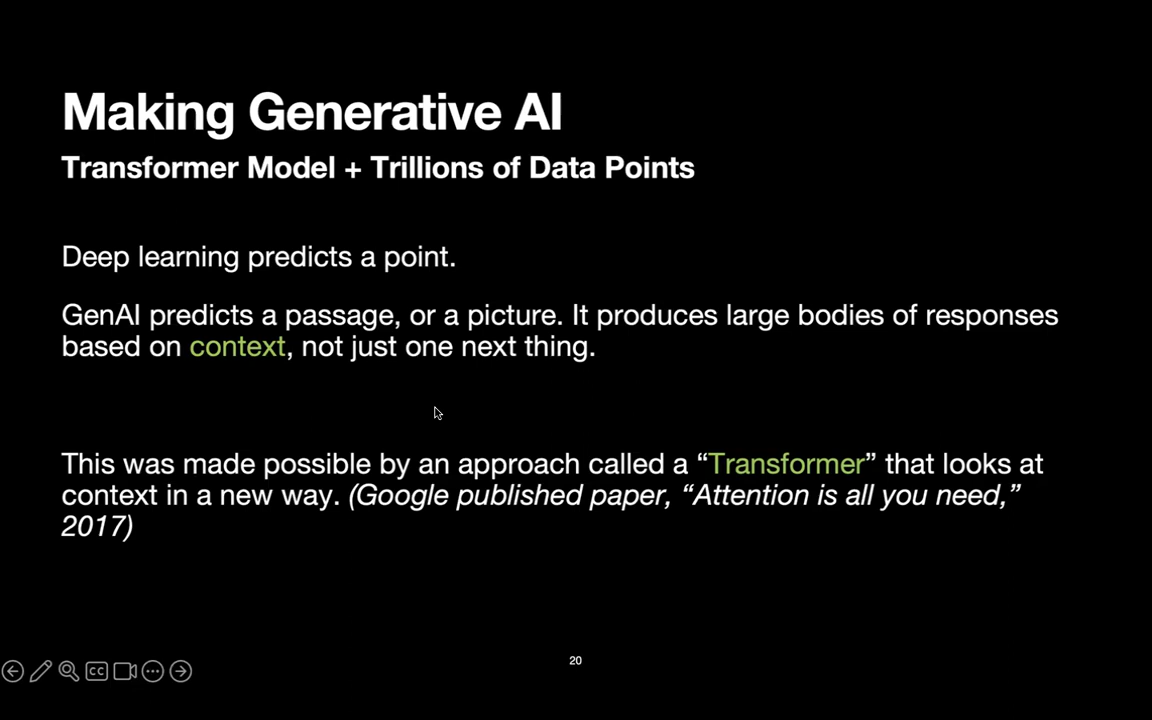 Making Generative AI
Transformer Model + Trillions of Data Points
Deep learning predicts a point.
GenAI predicts a passage, or a picture. It produces large bodies of responses
based on context, not just one next thing.
This was made possible by an approach called a “Transformer” that looks at
context in a new way. (Google published paper, “Attention is all you need,”
2017)
CC
20